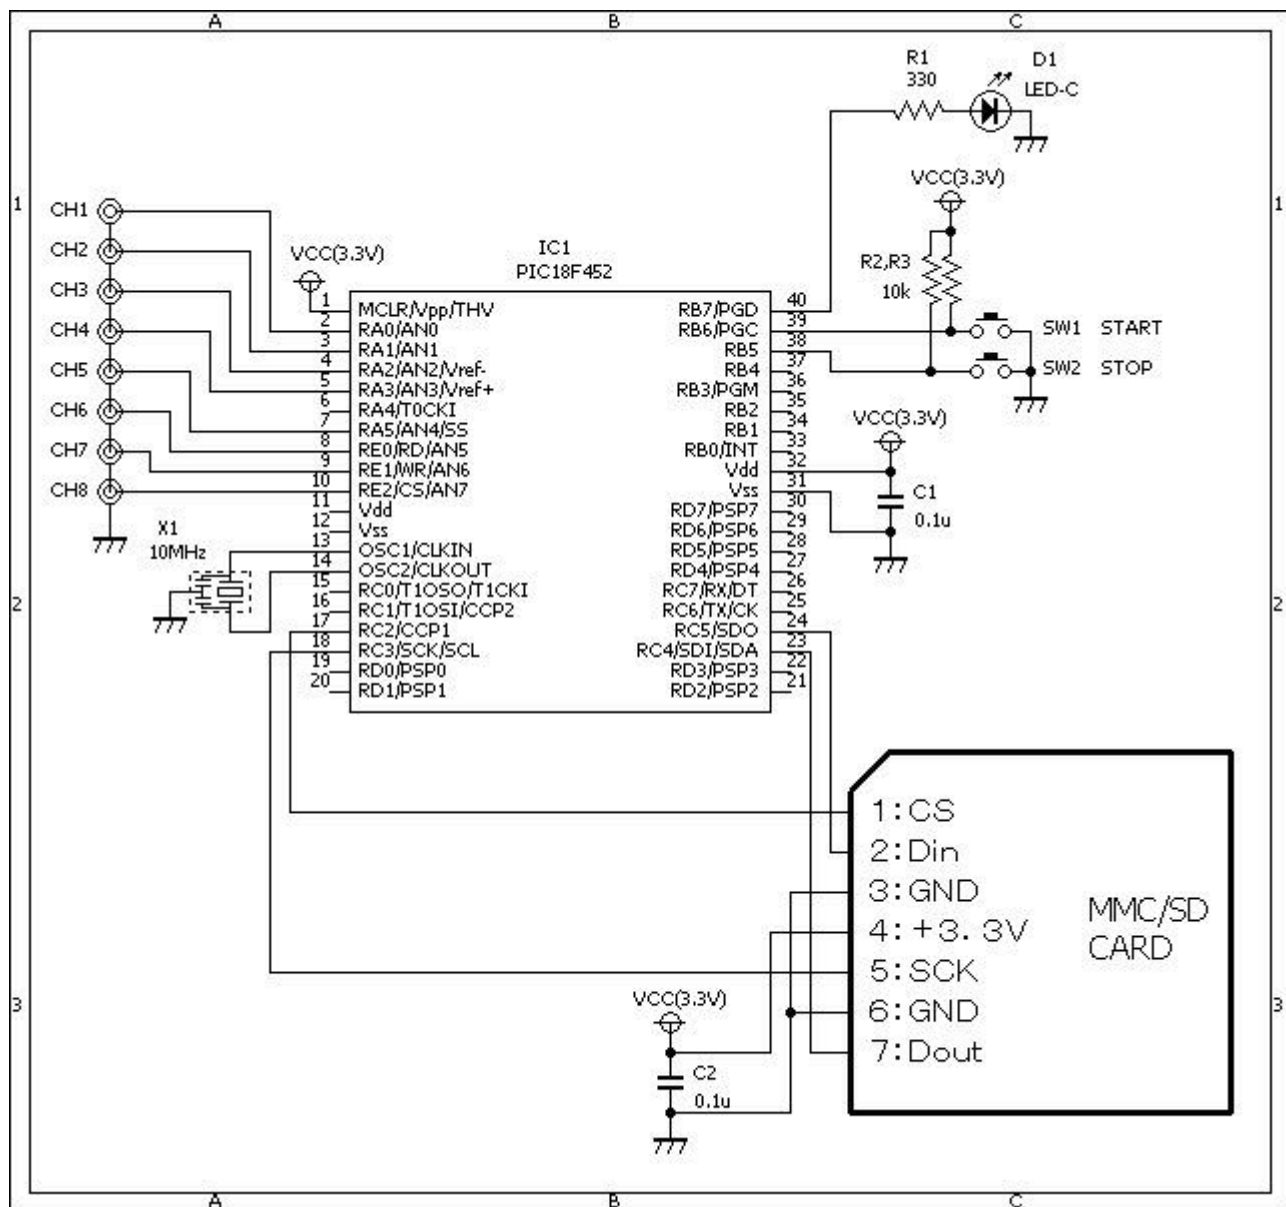 A B C
R1 D1
330 LED-C
VCC(3.3V)
1 1
CH1
CH2
CH3
CH4
CH5
CH6
CH7
CH8
VCC(3.3V)
IC1
PIC18F452
R2,R3
10k
SW1 START
SW2 STOP
1 MCLR/Vpp/THV RB7/PGD 40
2 RA0/AN0 RB6/PGC 39
3 RA1/AN1 RB5 38
4 RA2/AN2/Vref- RB4 37
5 RA3/AN3/Vref+ RB3/PGM 36
6 RA4/T0CKI RB2 35
7 RA5/AN4/SS RB1 34
8 RE0/RD/AN5 RB0/INT 33
9 RE1/WR/AN6 Vdd 32
10 RE2/CS/AN7 Vss 31
11 Vdd RD7/PSP7 30
12 Vss RD6/PSP6 29
13 OSC1/CLKIN RD5/PSP5 28
14 OSC2/CLKOUT RD4/PSP4 27
15 RC0/T1OSO/T1CKI RC7/RX/DT 26
16 RC1/T1OSI/CCP2 RC6/TX/CK 25
17 RC2/CCP1 RC5/SDO 24
18 RC3/SCK/SCL RC4/SDI/SDA 23
19 RD0/PSP0 RD3/PSP3 22
20 RD1/PSP1 RD2/PSP2 21
VCC(3.3V)
C1
0.1u
X1
10MHz
2 2
1:CS
2:Din
3:GND
4:+3.3V
5:SCK
6:GND
7:Dout
MMC/SD
CARD
3 3
VCC(3.3V)
C2
0.1u
A B C